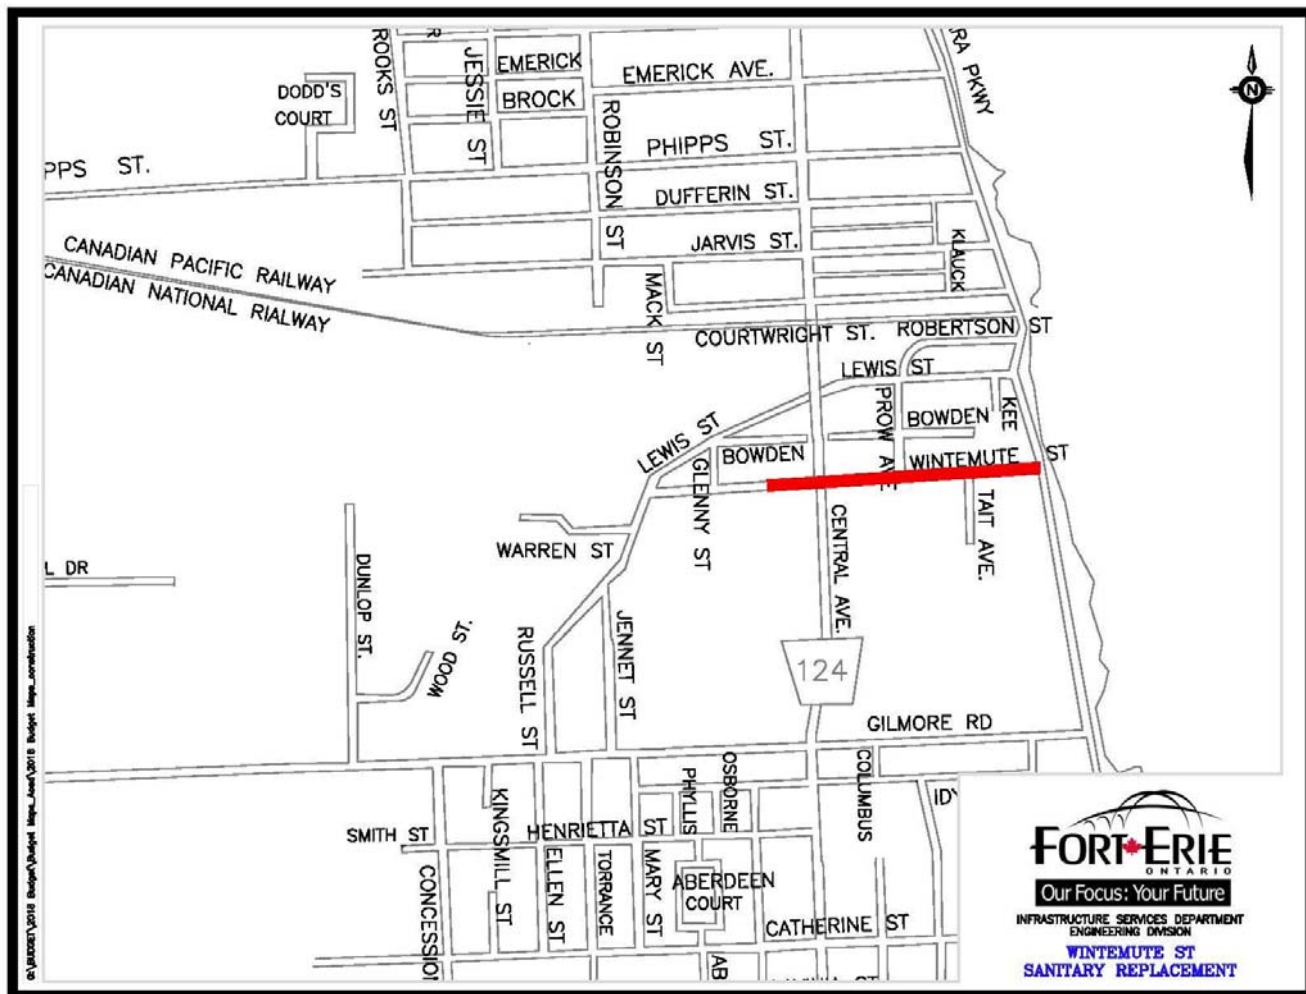 ROOKS ST
R
JESSIE ST
EMERICK
EMERICK AVE.
RA PKWY
N
DODD'S
COURT
BROCK
ROBINSON ST
PHIPPS ST.
PPS ST.
DUFFERIN ST.
JARVIS ST.
KLAUCK
CANADIAN PACIFIC RAILWAY
CANADIAN NATIONAL RIALWAY
MACK ST
COURTWRIGHT ST.
ROBERTSON ST
LEWIS ST
PROW AVE
BOWDEN
KEE
LEWIS ST
BOWDEN
WINTEMUTE ST
GLENNY ST
TAIT AVE.
CENTRAL AVE.
WARREN ST
L DR
DUNLOP ST.
WOOD ST.
RUSSELL ST
JENNET ST
124
GILMORE RD
KINGSMILL ST
PHYLLIS
OSBORNE
COLUMBUS
IDY
SMITH ST
HENRIETTA ST
CONCESSION
ELLEN ST
TORRANCE
MARY ST
ABERDEEN
COURT
CATHERINE ST
AB
FORT ERIE
ONTARIO
Our Focus: Your Future
INFRASTRUCTURE SERVICES DEPARTMENT
ENGINEERING DIVISION
WINTEMUTE ST
SANITARY REPLACEMENT